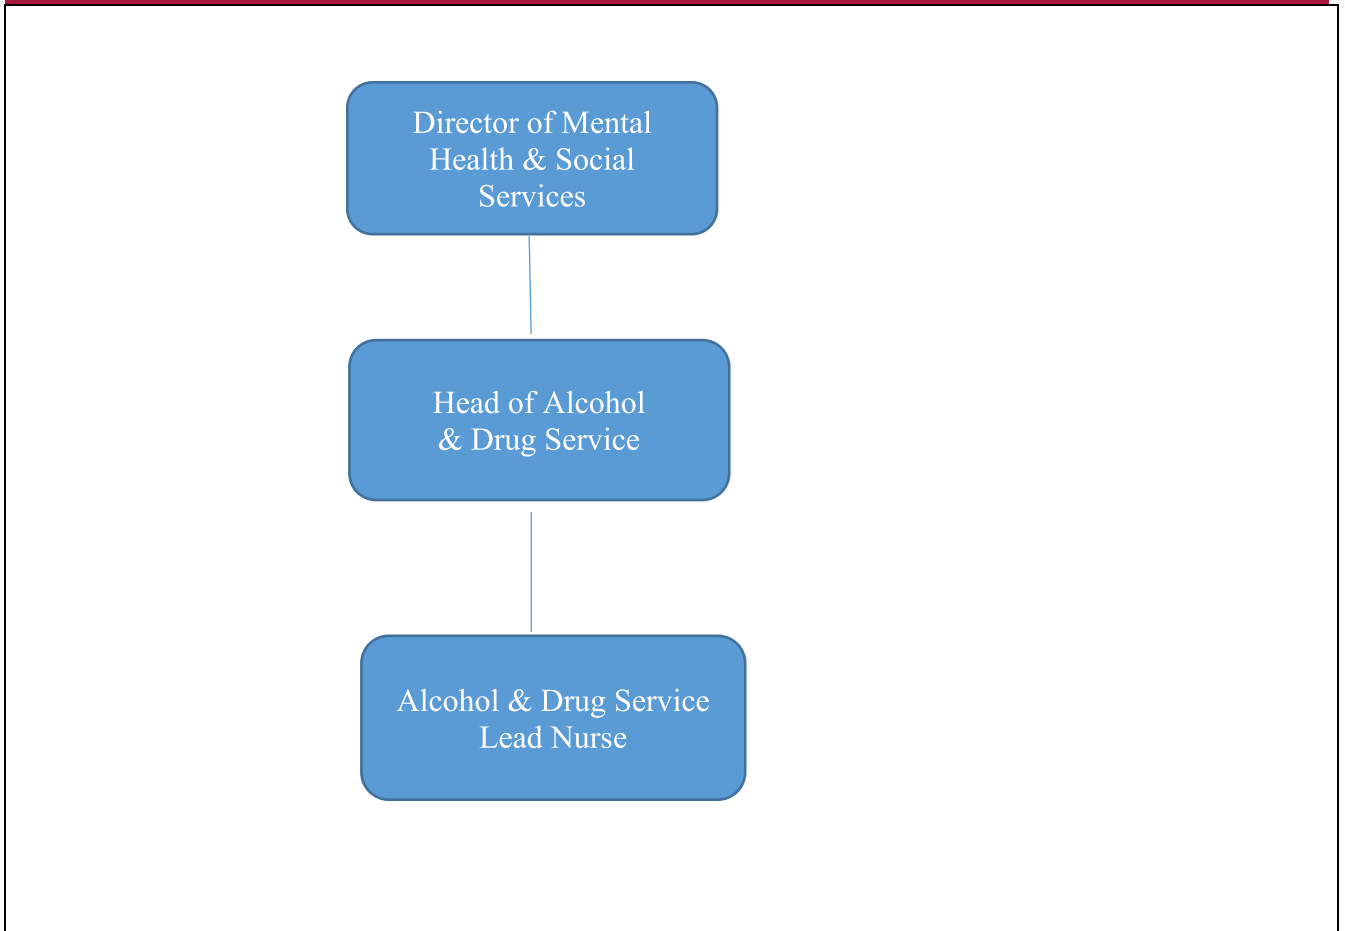 Director of Mental
Health & Social
Services
Head of Alcohol
& Drug Service
Alcohol & Drug Service
Lead Nurse